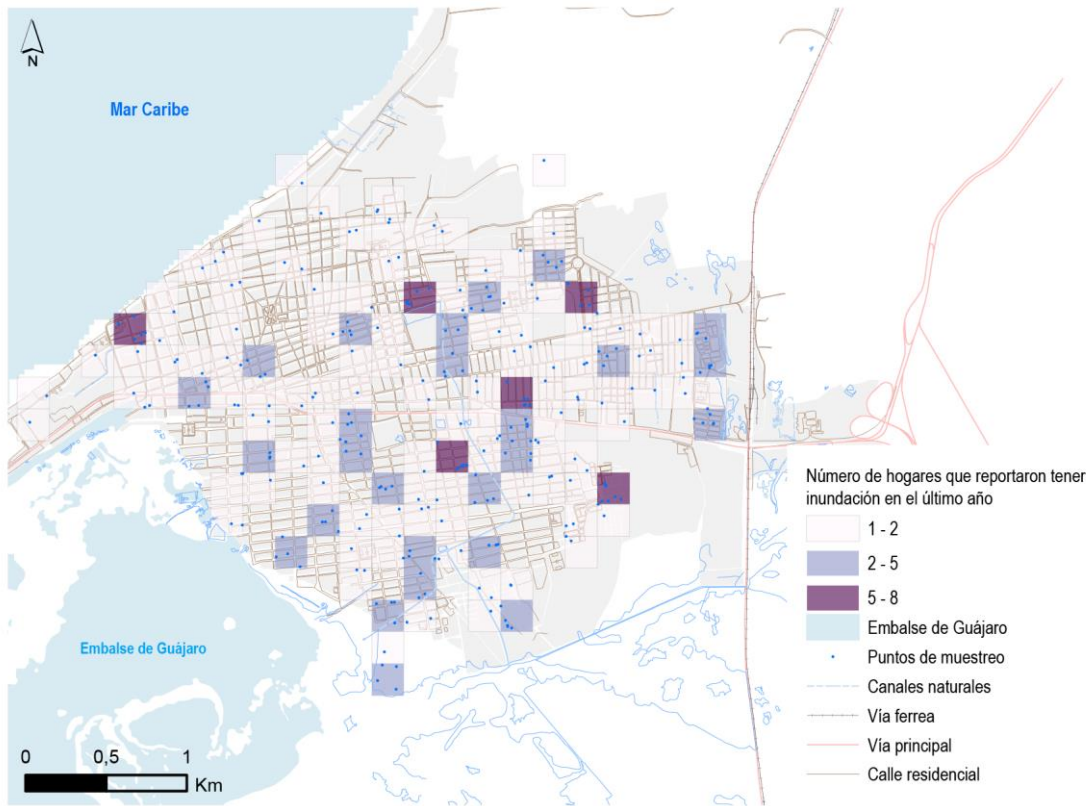 N
Mar Caribe
Embalse de Guájaro
0 0,5 1
Km
Número de hogares que reportaron tener
inundación en el último año
1 - 2
2 - 5
5 - 8
Embalse de Guájaro
Puntos de muestreo
Canales naturales
Vía ferrea
Vía principal
Calle residencial